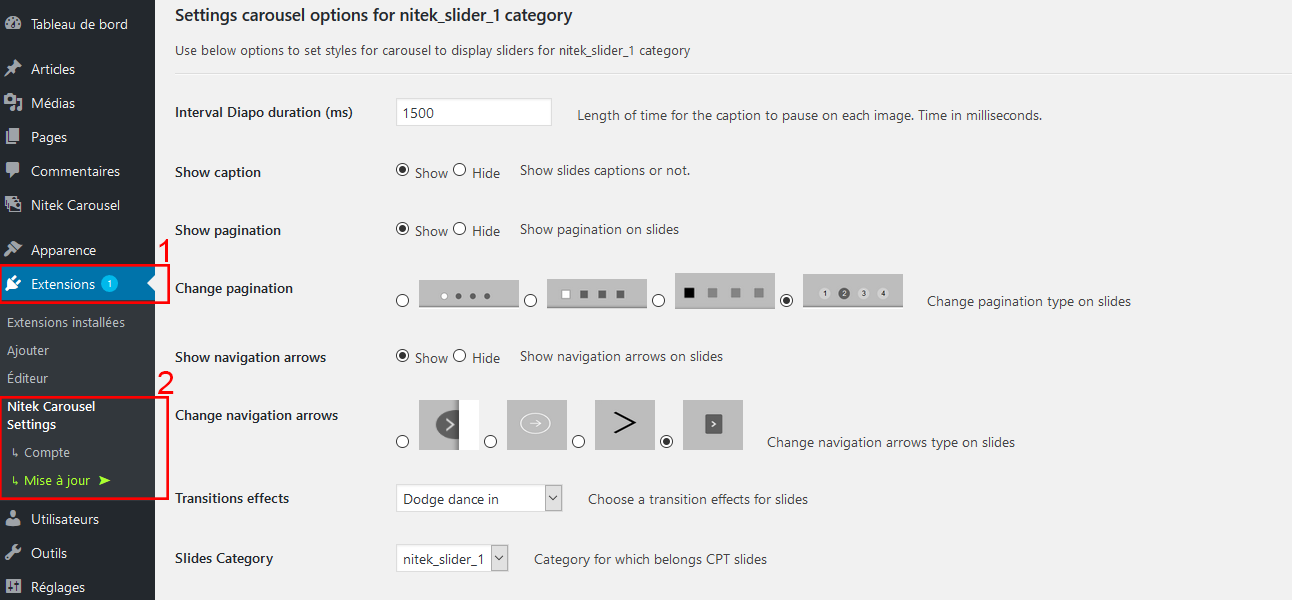 Tableau de bord
Articles
Médias
Pages
Commentaires
Nitek Carousel
Apparence
1
Extensions 1
Extensions installées
Ajouter
Éditeur
2
Nitek Carousel
Settings
↳ Compte
↳ Mise à jour ➤
Utilisateurs
Outils
Réglages
Settings carousel options for nitek_slider_1 category
Use below options to set styles for carousel to display sliders for nitek_slider_1 category
Interval Diapo duration (ms) 1500 Length of time for the caption to pause on each image. Time in milliseconds.
Show caption Show Hide Show slides captions or not.
Show pagination Show Hide Show pagination on slides
Change pagination 1 2 3 4 Change pagination type on slides
Show navigation arrows Show Hide Show navigation arrows on slides
Change navigation arrows Change navigation arrows type on slides
Transitions effects Dodge dance in Choose a transition effects for slides
Slides Category nitek_slider_1 Category for which belongs CPT slides